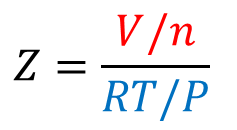 Z = V/n / RT/P